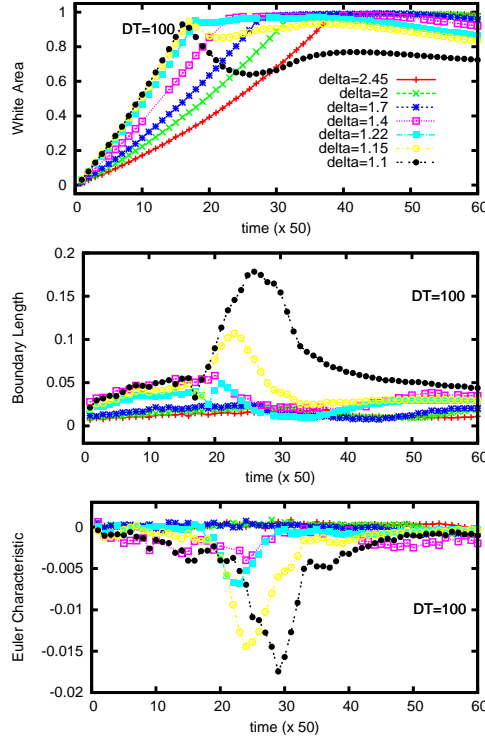 1
0.8
0.6
0.4
0.2
0
White Area
DT=100
delta=2.45
delta=2
delta=1.7
delta=1.4
delta=1.22
delta=1.15
delta=1.1
0 10 20 30 40 50 60
time (x 50)
0.2
0.15
0.1
0.05
0
Boundary Length
DT=100
0 10 20 30 40 50 60
time (x 50)
0
-0.005
-0.01
-0.015
-0.02
Euler Characteristic
DT=100
0 10 20 30 40 50 60
time (x 50)